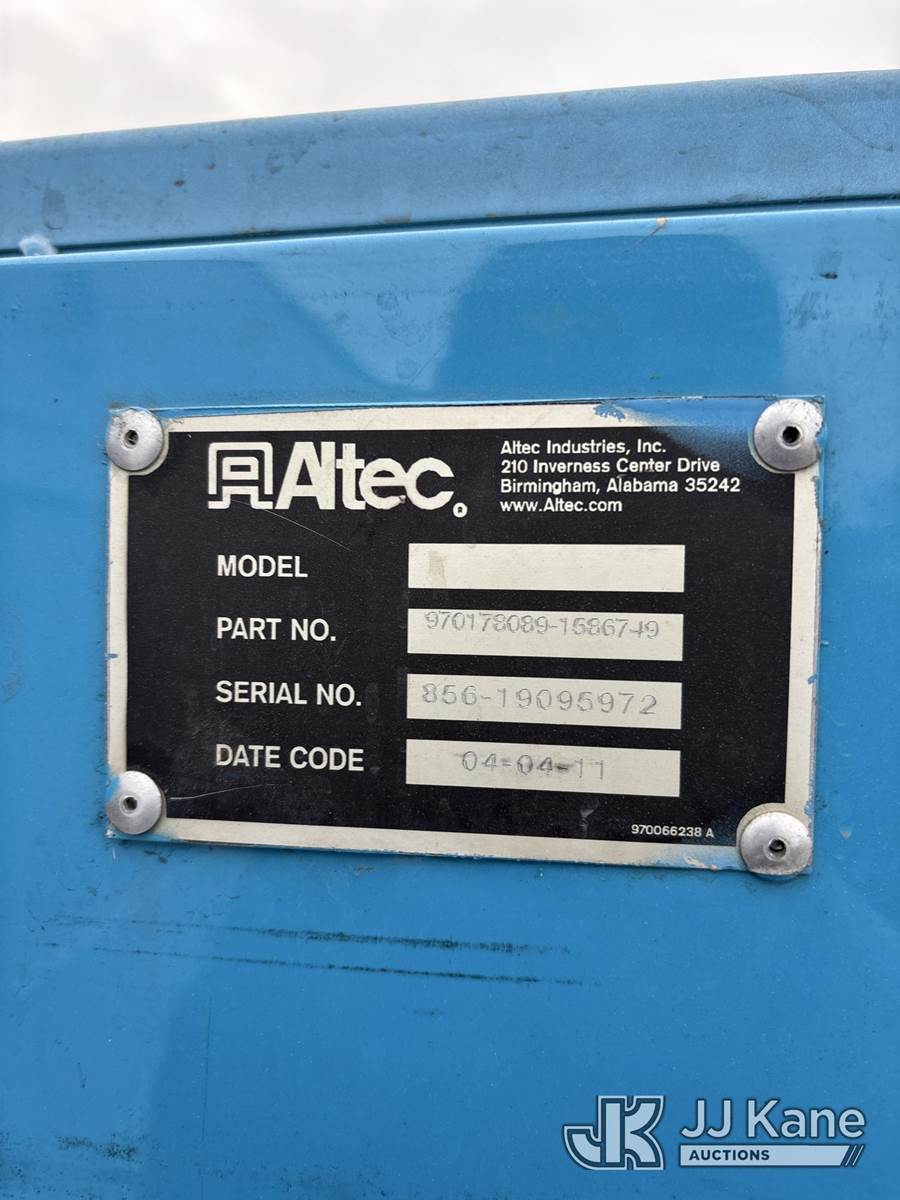 Altec®
Altec Industries, Inc.
210 Inverness Center Drive
Birmingham, Alabama 35242
www.Altec.com
MODEL
PART NO. 970178089-1586749
SERIAL NO. 856-19095972
DATE CODE 04-04-11
970066238 A
JK JJ Kane
AUCTIONS